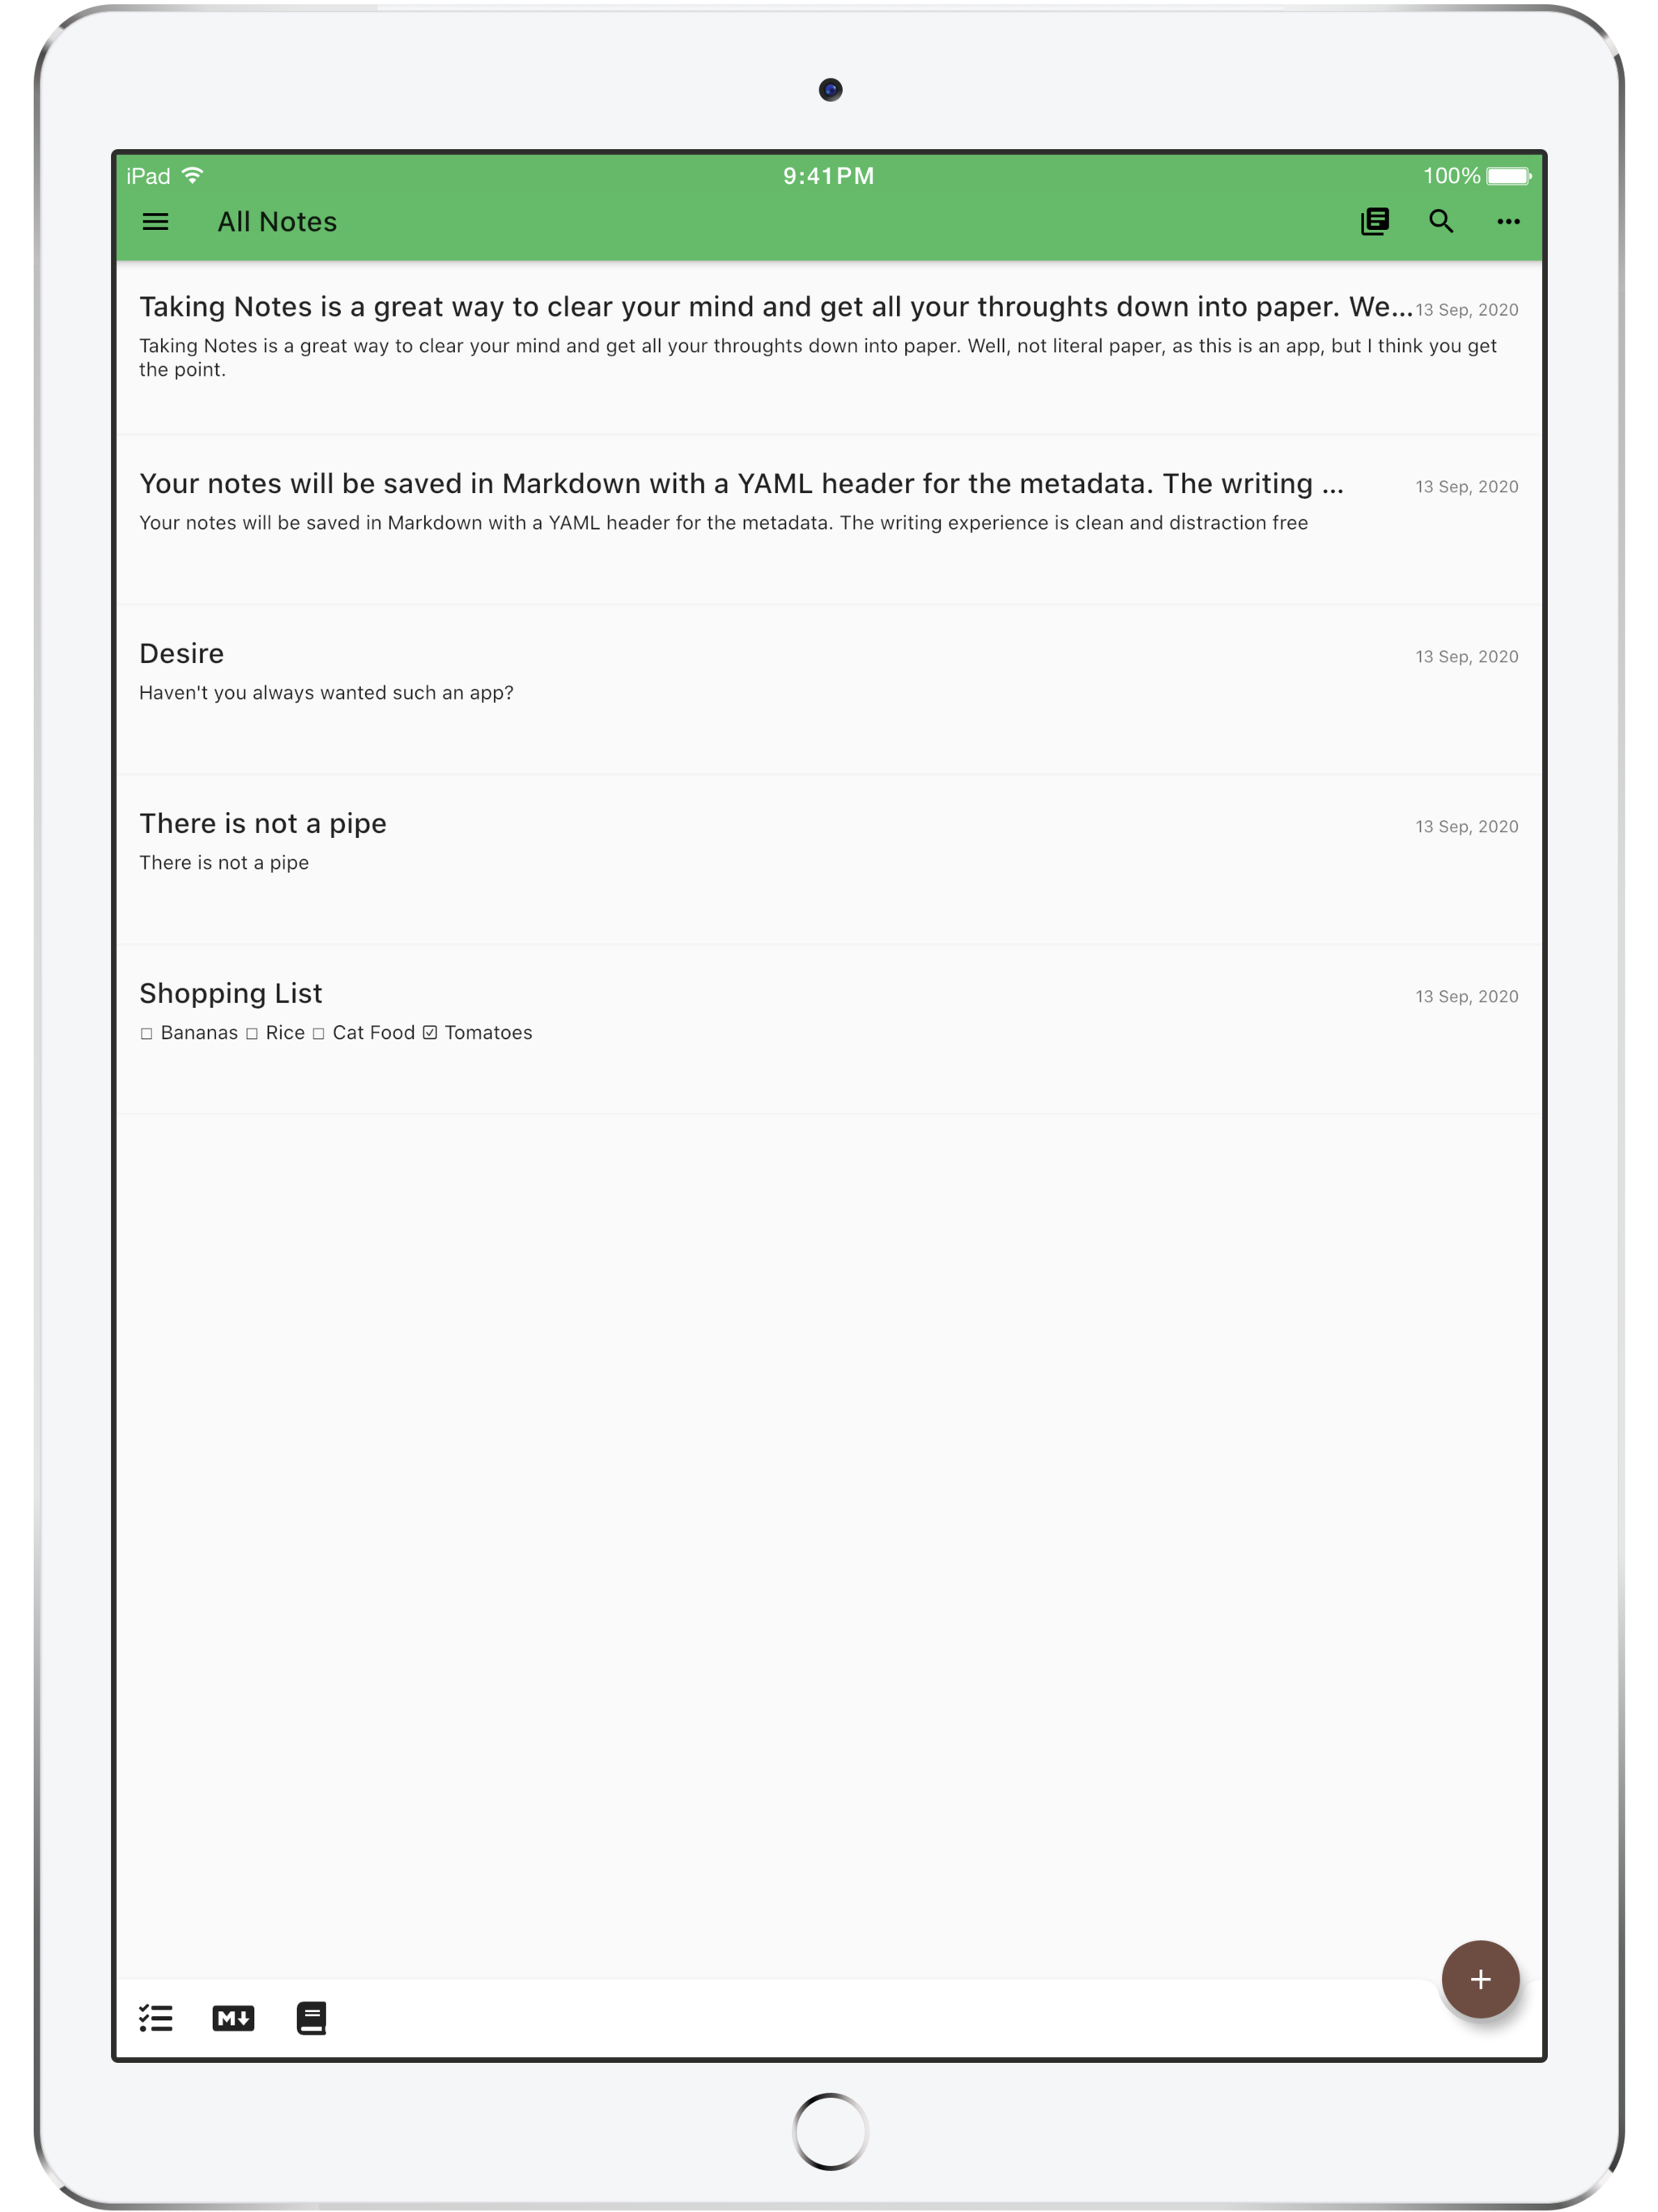 iPad 9:41PM 100%
All Notes
Taking Notes is a great way to clear your mind and get all your throughts down into paper. We... 13 Sep, 2020
Taking Notes is a great way to clear your mind and get all your throughts down into paper. Well, not literal paper, as this is an app, but I think you get
the point.
Your notes will be saved in Markdown with a YAML header for the metadata. The writing ... 13 Sep, 2020
Your notes will be saved in Markdown with a YAML header for the metadata. The writing experience is clean and distraction free
Desire 13 Sep, 2020
Haven't you always wanted such an app?
There is not a pipe 13 Sep, 2020
There is not a pipe
Shopping List 13 Sep, 2020
☐ Bananas ☐ Rice ☐ Cat Food ☑ Tomatoes
M